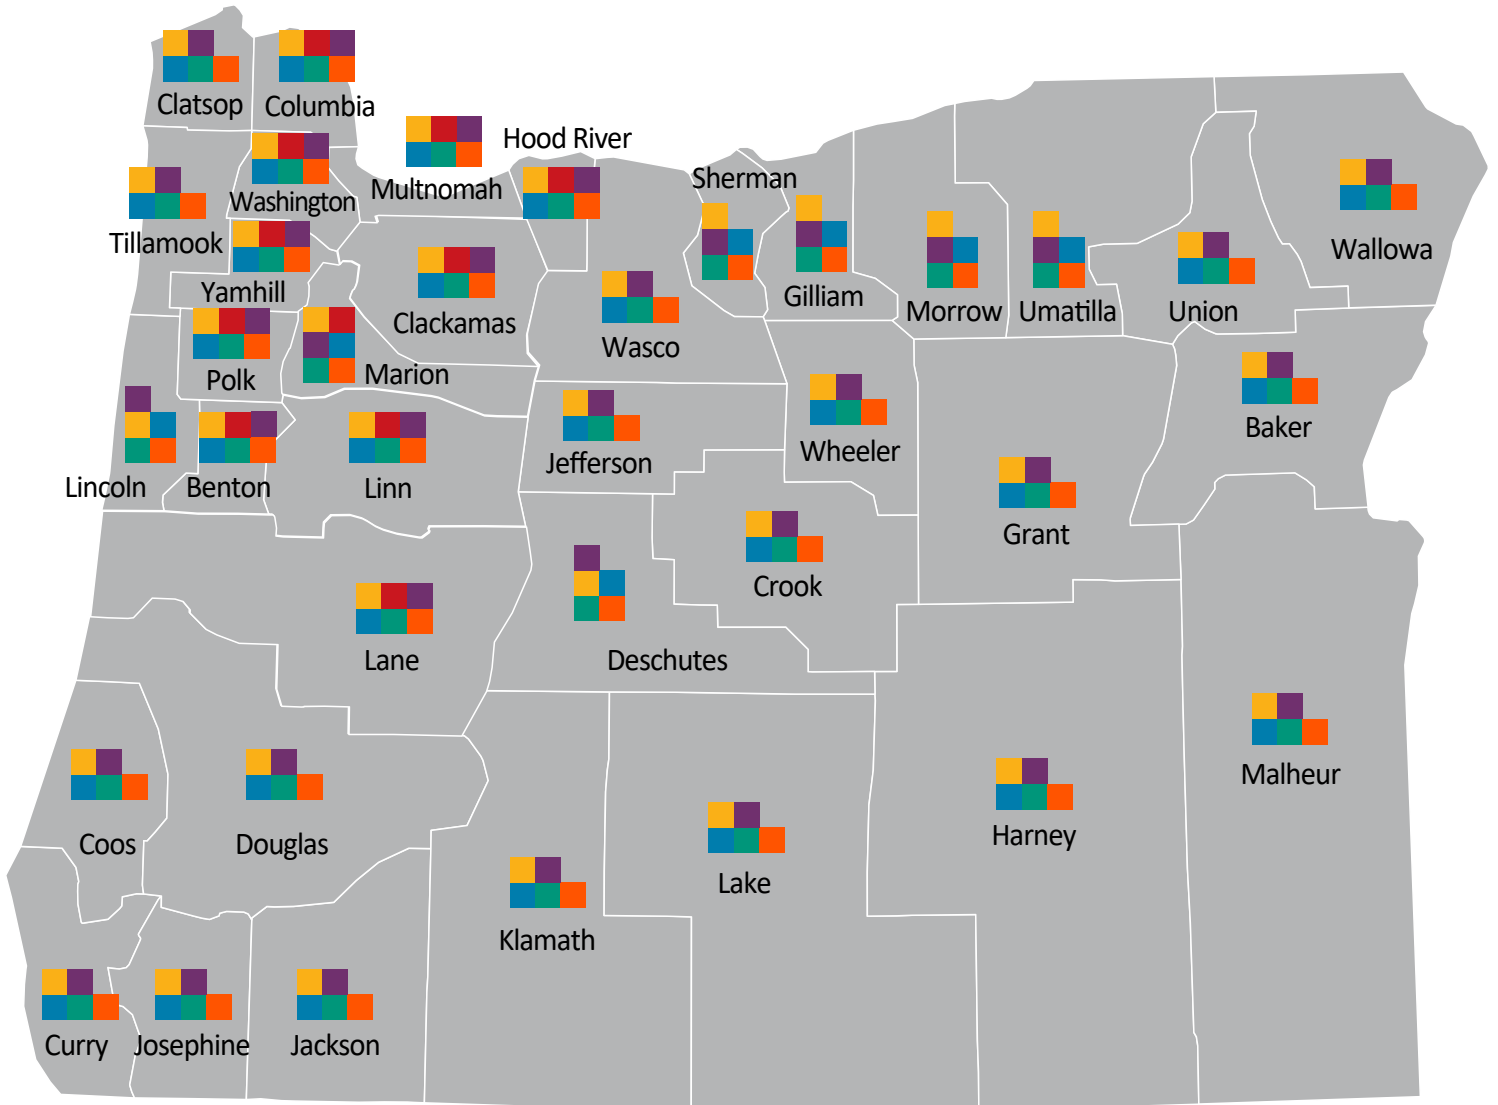 Clatsop
Columbia
Hood River
Multnomah
Sherman
Washington
Tillamook
Wallowa
Yamhill
Gilliam
Morrow
Umatilla
Union
Clackamas
Wasco
Polk
Marion
Baker
Wheeler
Jefferson
Lincoln
Benton
Linn
Grant
Crook
Lane
Deschutes
Malheur
Harney
Coos
Douglas
Lake
Klamath
Curry
Josephine
Jackson